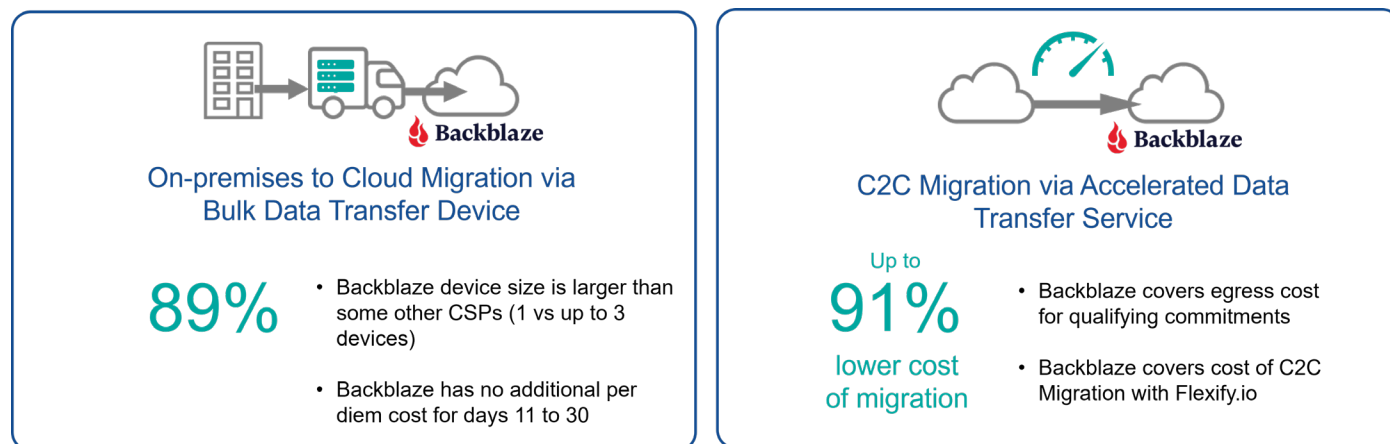 Backblaze
On-premises to Cloud Migration via
Bulk Data Transfer Device
89%
• Backblaze device size is larger than
some other CSPs (1 vs up to 3
devices)
• Backblaze has no additional per
diem cost for days 11 to 30
Backblaze
C2C Migration via Accelerated Data
Transfer Service
Up to
91%
lower cost
of migration
• Backblaze covers egress cost
for qualifying commitments
• Backblaze covers cost of C2C
Migration with Flexify.io